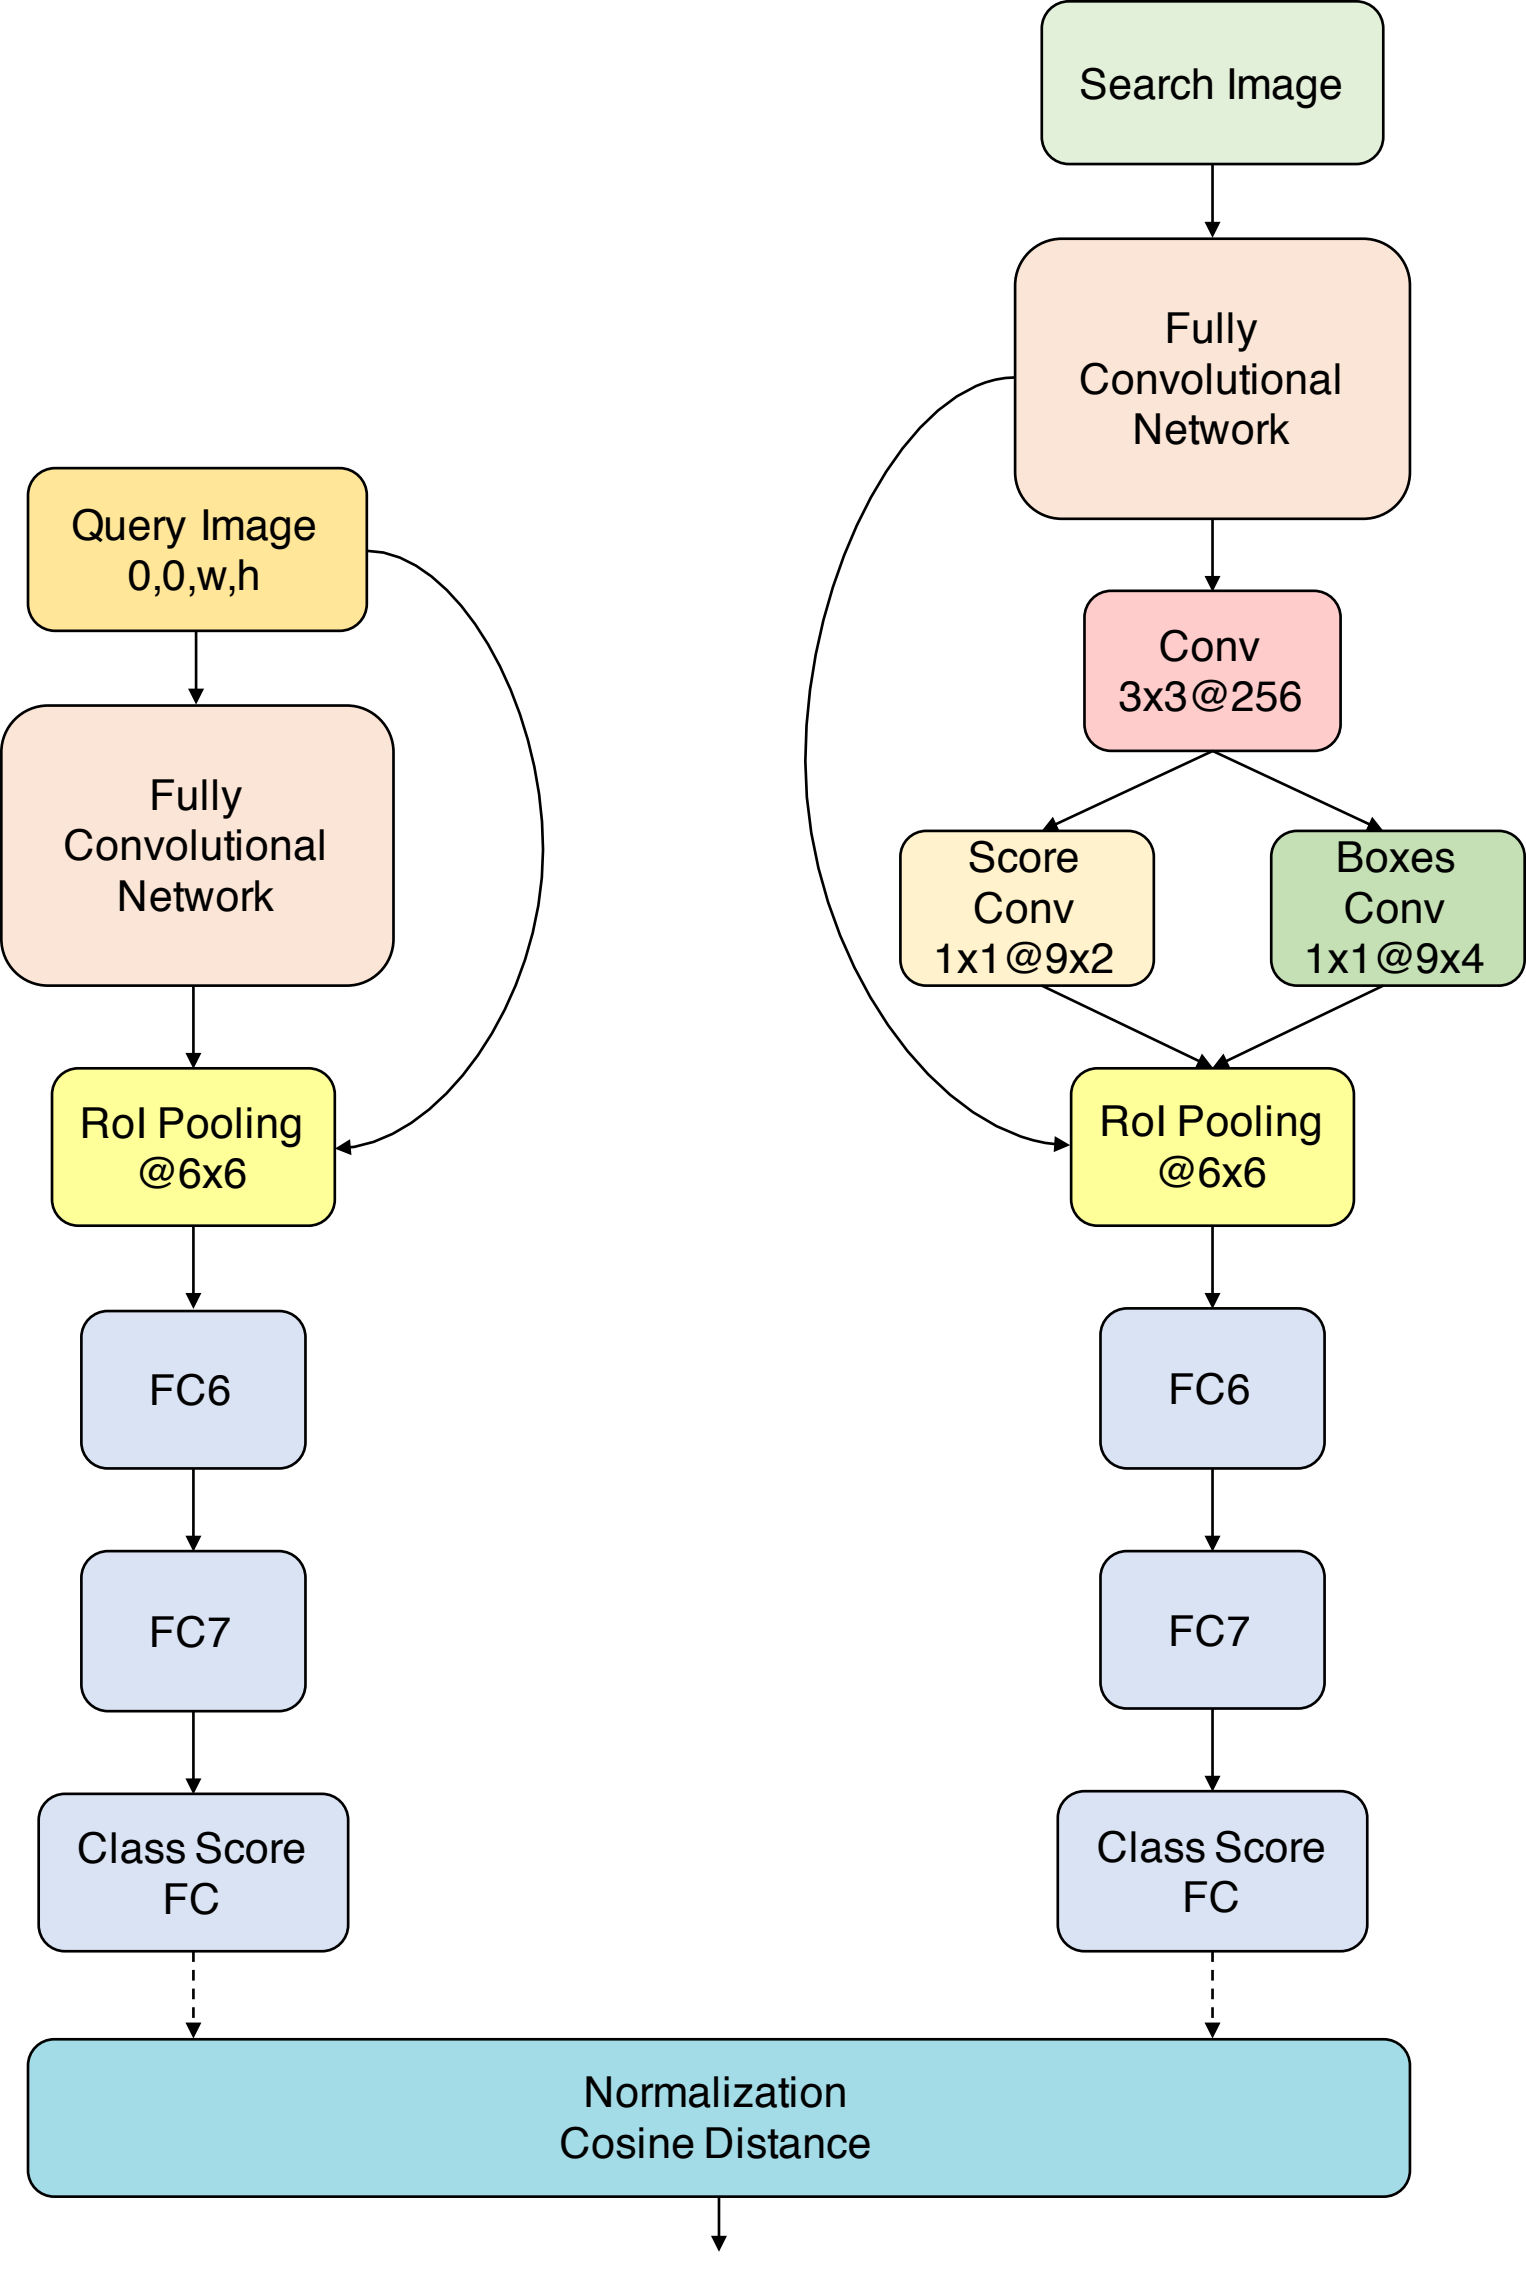 Search Image
Fully
Convolutional
Network
Query Image
0,0,w,h
Conv
3x3@256
Fully
Convolutional
Network
Score
Conv
1x1@9x2
Boxes
Conv
1x1@9x4
RoI Pooling
@6x6
RoI Pooling
@6x6
FC6
FC6
FC7
FC7
Class Score
FC
Class Score
FC
Normalization
Cosine Distance